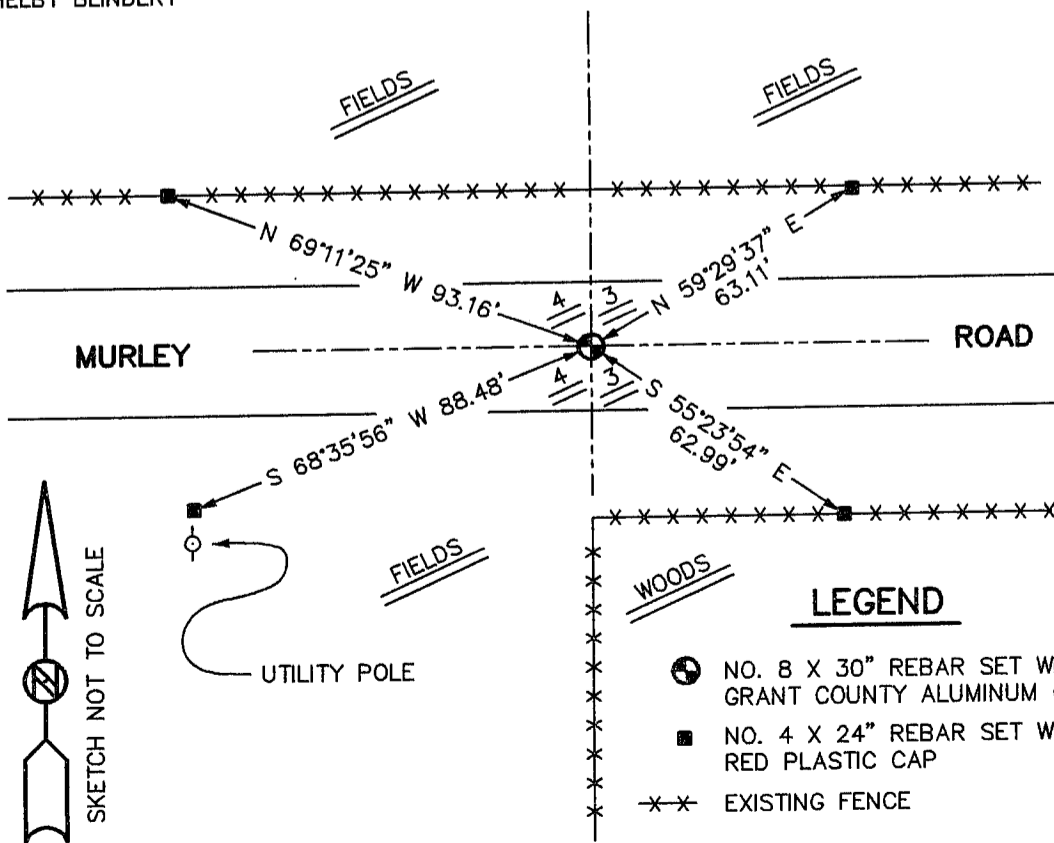 FIELDS
FIELDS
N 69°11'25" W 93.16'
N 59°29'37" E
63.11'
4 3
MURLEY
ROAD
4 3
S 68°35'56" W 88.48'
S 55°23'54" E
62.99'
FIELDS
WOODS
UTILITY POLE
SKETCH NOT TO SCALE
N
LEGEND
NO. 8 X 30" REBAR SET W
GRANT COUNTY ALUMINUM
NO. 4 X 24" REBAR SET W
RED PLASTIC CAP
EXISTING FENCE